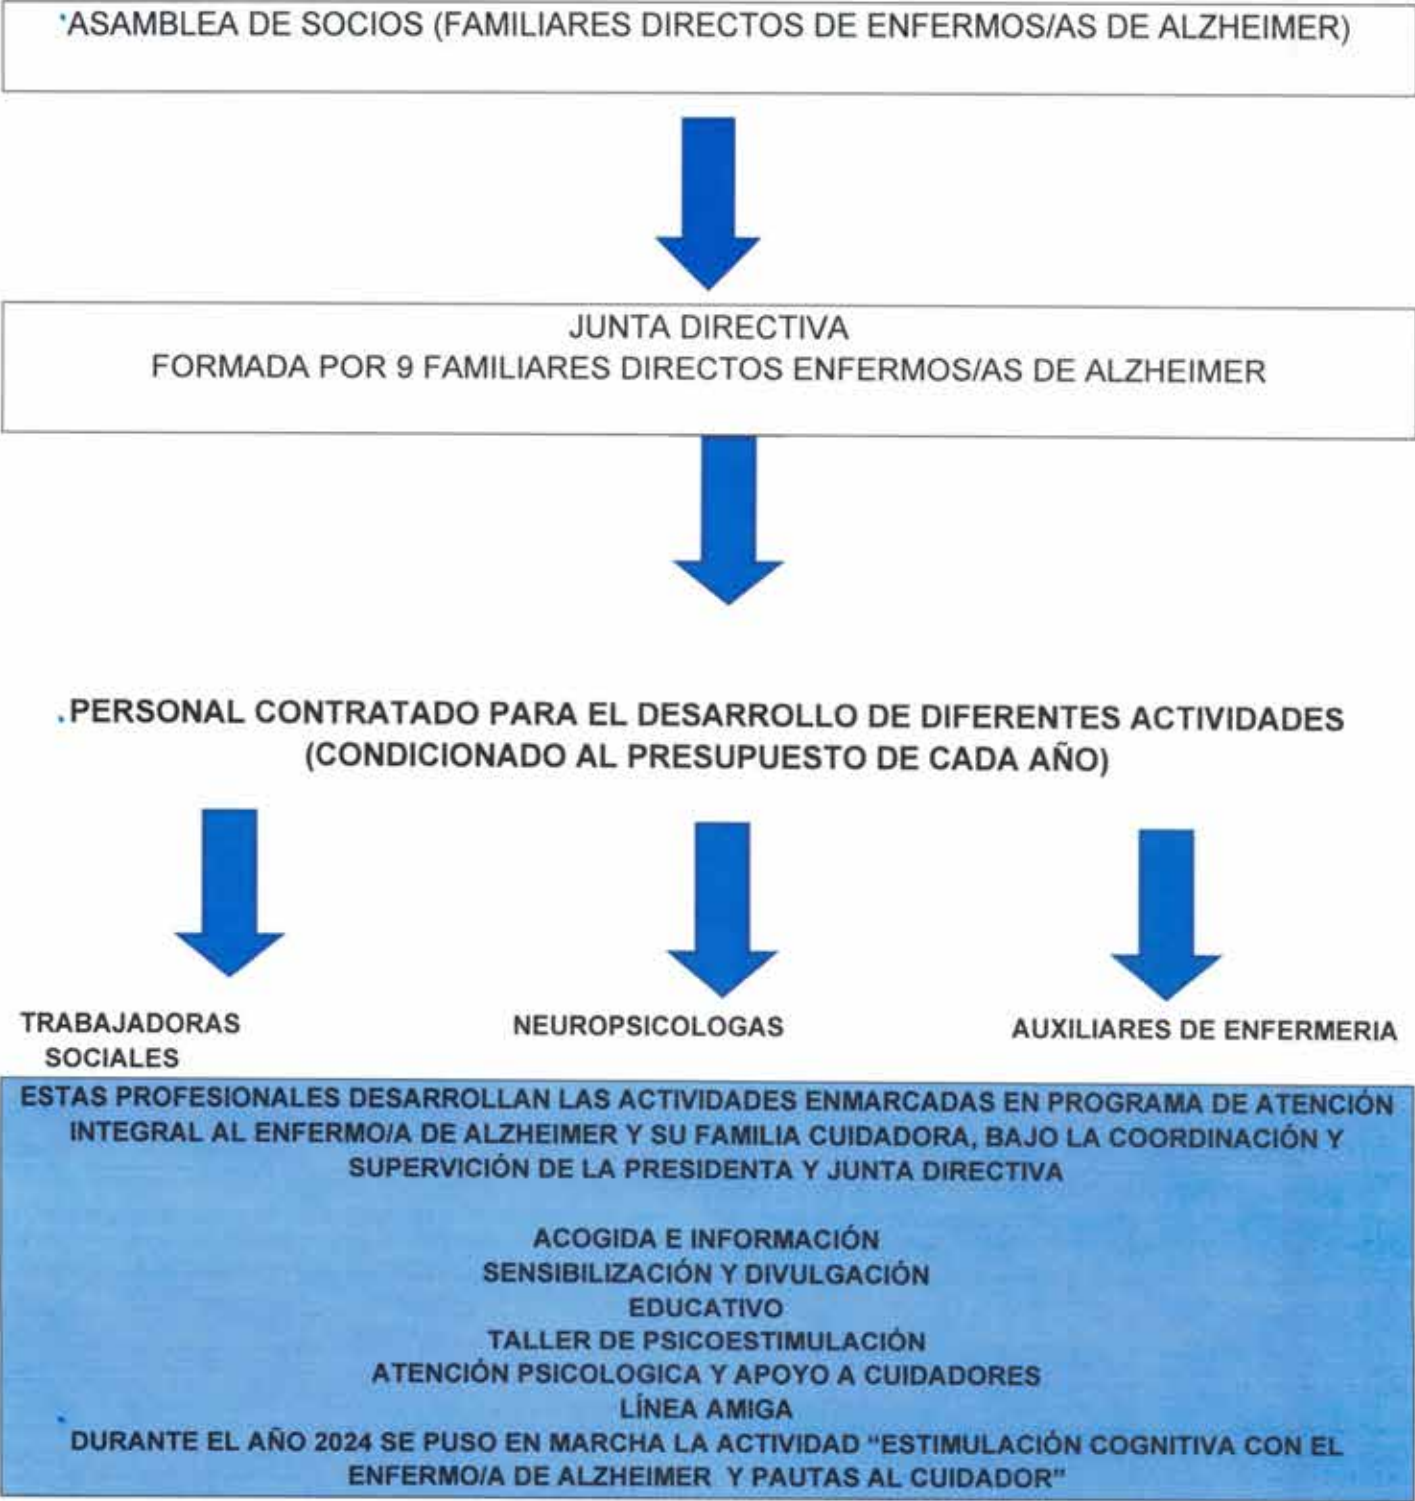 ASAMBLEA DE SOCIOS (FAMILIARES DIRECTOS DE ENFERMOS/AS DE ALZHEIMER)
JUNTA DIRECTIVA
FORMADA POR 9 FAMILIARES DIRECTOS ENFERMOS/AS DE ALZHEIMER
.PERSONAL CONTRATADO PARA EL DESARROLLO DE DIFERENTES ACTIVIDADES
(CONDICIONADO AL PRESUPUESTO DE CADA AÑO)
TRABAJADORAS
SOCIALES
NEUROPSICOLOGAS
AUXILIARES DE ENFERMERIA
ESTAS PROFESIONALES DESARROLLAN LAS ACTIVIDADES ENMARCADAS EN PROGRAMA DE ATENCIÓN
INTEGRAL AL ENFERMO/A DE ALZHEIMER Y SU FAMILIA CUIDADORA, BAJO LA COORDINACIÓN Y
SUPERVICIÓN DE LA PRESIDENTA Y JUNTA DIRECTIVA
ACOGIDA E INFORMACIÓN
SENSIBILIZACIÓN Y DIVULGACIÓN
EDUCATIVO
TALLER DE PSICOESTIMULACIÓN
ATENCIÓN PSICOLOGICA Y APOYO A CUIDADORES
LÍNEA AMIGA
DURANTE EL AÑO 2024 SE PUSO EN MARCHA LA ACTIVIDAD “ESTIMULACIÓN COGNITIVA CON EL
ENFERMO/A DE ALZHEIMER Y PAUTAS AL CUIDADOR”